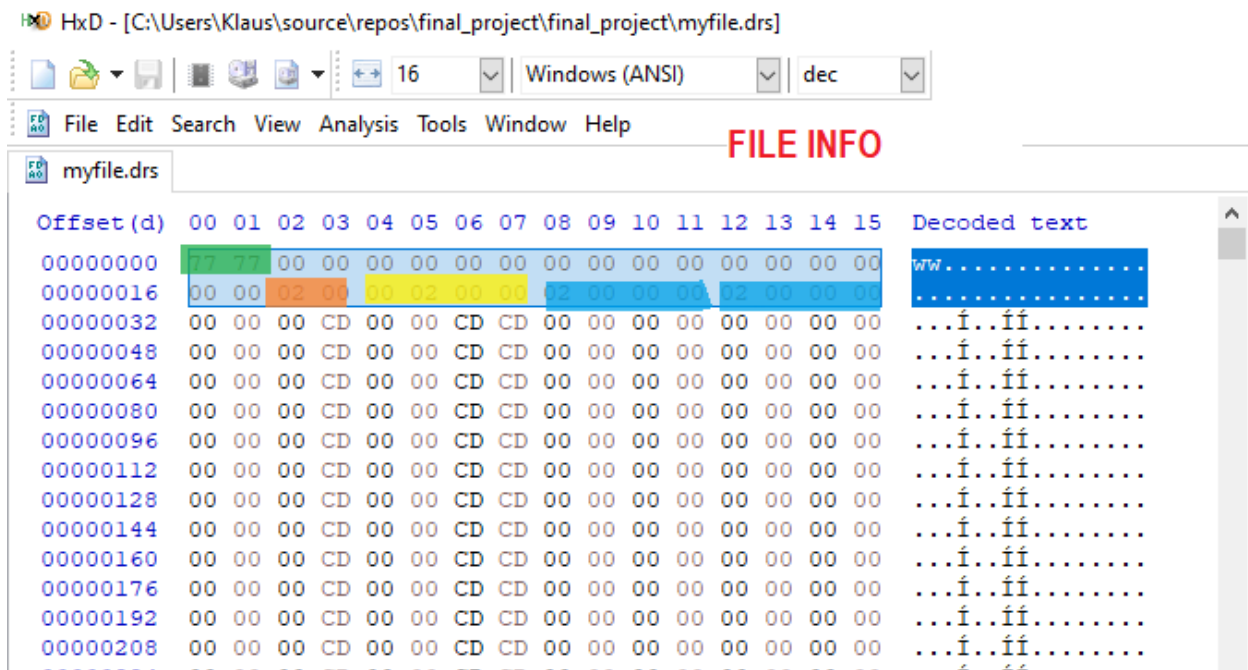 HxD - [C:\Users\Klaus\source\repos\final_project\final_project\myfile.drs]
16 Windows (ANSI) dec
File Edit Search View Analysis Tools Window Help
FILE INFO
myfile.drs
Offset(d) 00 01 02 03 04 05 06 07 08 09 10 11 12 13 14 15 Decoded text
00000000 77 77 00 00 00 00 00 00 00 00 00 00 00 00 00 00 ww..............
00000016 00 00 02 00 00 02 00 00 02 00 00 00 02 00 00 00 ................
00000032 00 00 00 CD 00 00 CD CD 00 00 00 00 00 00 00 00 ...Í..ÍÍ........
00000048 00 00 00 CD 00 00 CD CD 00 00 00 00 00 00 00 00 ...Í..ÍÍ........
00000064 00 00 00 CD 00 00 CD CD 00 00 00 00 00 00 00 00 ...Í..ÍÍ........
00000080 00 00 00 CD 00 00 CD CD 00 00 00 00 00 00 00 00 ...Í..ÍÍ........
00000096 00 00 00 CD 00 00 CD CD 00 00 00 00 00 00 00 00 ...Í..ÍÍ........
00000112 00 00 00 CD 00 00 CD CD 00 00 00 00 00 00 00 00 ...Í..ÍÍ........
00000128 00 00 00 CD 00 00 CD CD 00 00 00 00 00 00 00 00 ...Í..ÍÍ........
00000144 00 00 00 CD 00 00 CD CD 00 00 00 00 00 00 00 00 ...Í..ÍÍ........
00000160 00 00 00 CD 00 00 CD CD 00 00 00 00 00 00 00 00 ...Í..ÍÍ........
00000176 00 00 00 CD 00 00 CD CD 00 00 00 00 00 00 00 00 ...Í..ÍÍ........
00000192 00 00 00 CD 00 00 CD CD 00 00 00 00 00 00 00 00 ...Í..ÍÍ........
00000208 00 00 00 CD 00 00 CD CD 00 00 00 00 00 00 00 00 ...Í..ÍÍ........